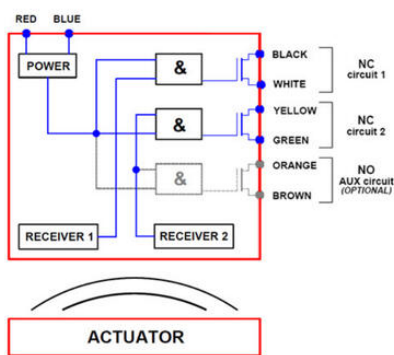 RED BLUE
POWER
&
BLACK
WHITE
NC
circuit 1
&
YELLOW
GREEN
NC
circuit 2
&
ORANGE
BROWN
NO
AUX circuit
(OPTIONAL)
RECEIVER 1
RECEIVER 2
ACTUATOR